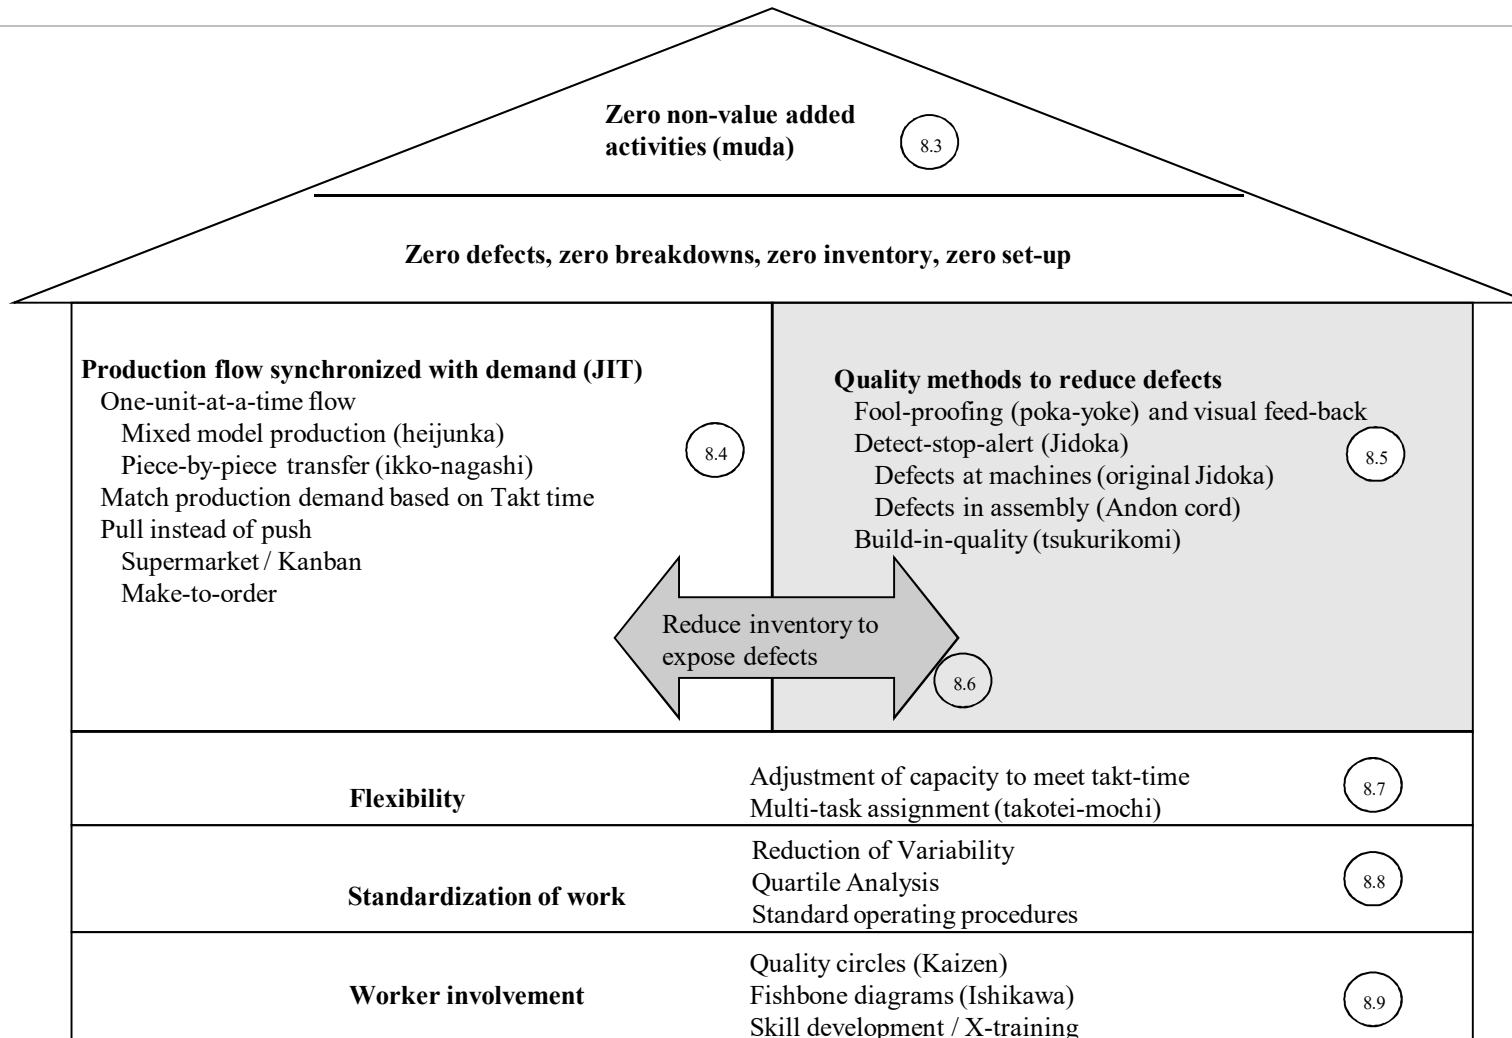 Zero non-value added
activities (muda)
8.3
Zero defects, zero breakdowns, zero inventory, zero set-up
Production flow synchronized with demand (JIT)
One-unit-at-a-time flow
Mixed model production (heijunka)
Piece-by-piece transfer (ikko-nagashi)
Match production demand based on Takt time
Pull instead of push
Supermarket / Kanban
Make-to-order
8.4
Quality methods to reduce defects
Fool-proofing (poka-yoke) and visual feed-back
Detect-stop-alert (Jidoka)
Defects at machines (original Jidoka)
Defects in assembly (Andon cord)
Build-in-quality (tsukurikomi)
8.5
Reduce inventory to
expose defects
8.6
Flexibility
Adjustment of capacity to meet takt-time
Multi-task assignment (takotei-mochi)
8.7
Standardization of work
Reduction of Variability
Quartile Analysis
Standard operating procedures
8.8
Worker involvement
Quality circles (Kaizen)
Fishbone diagrams (Ishikawa)
Skill development / X-training
8.9